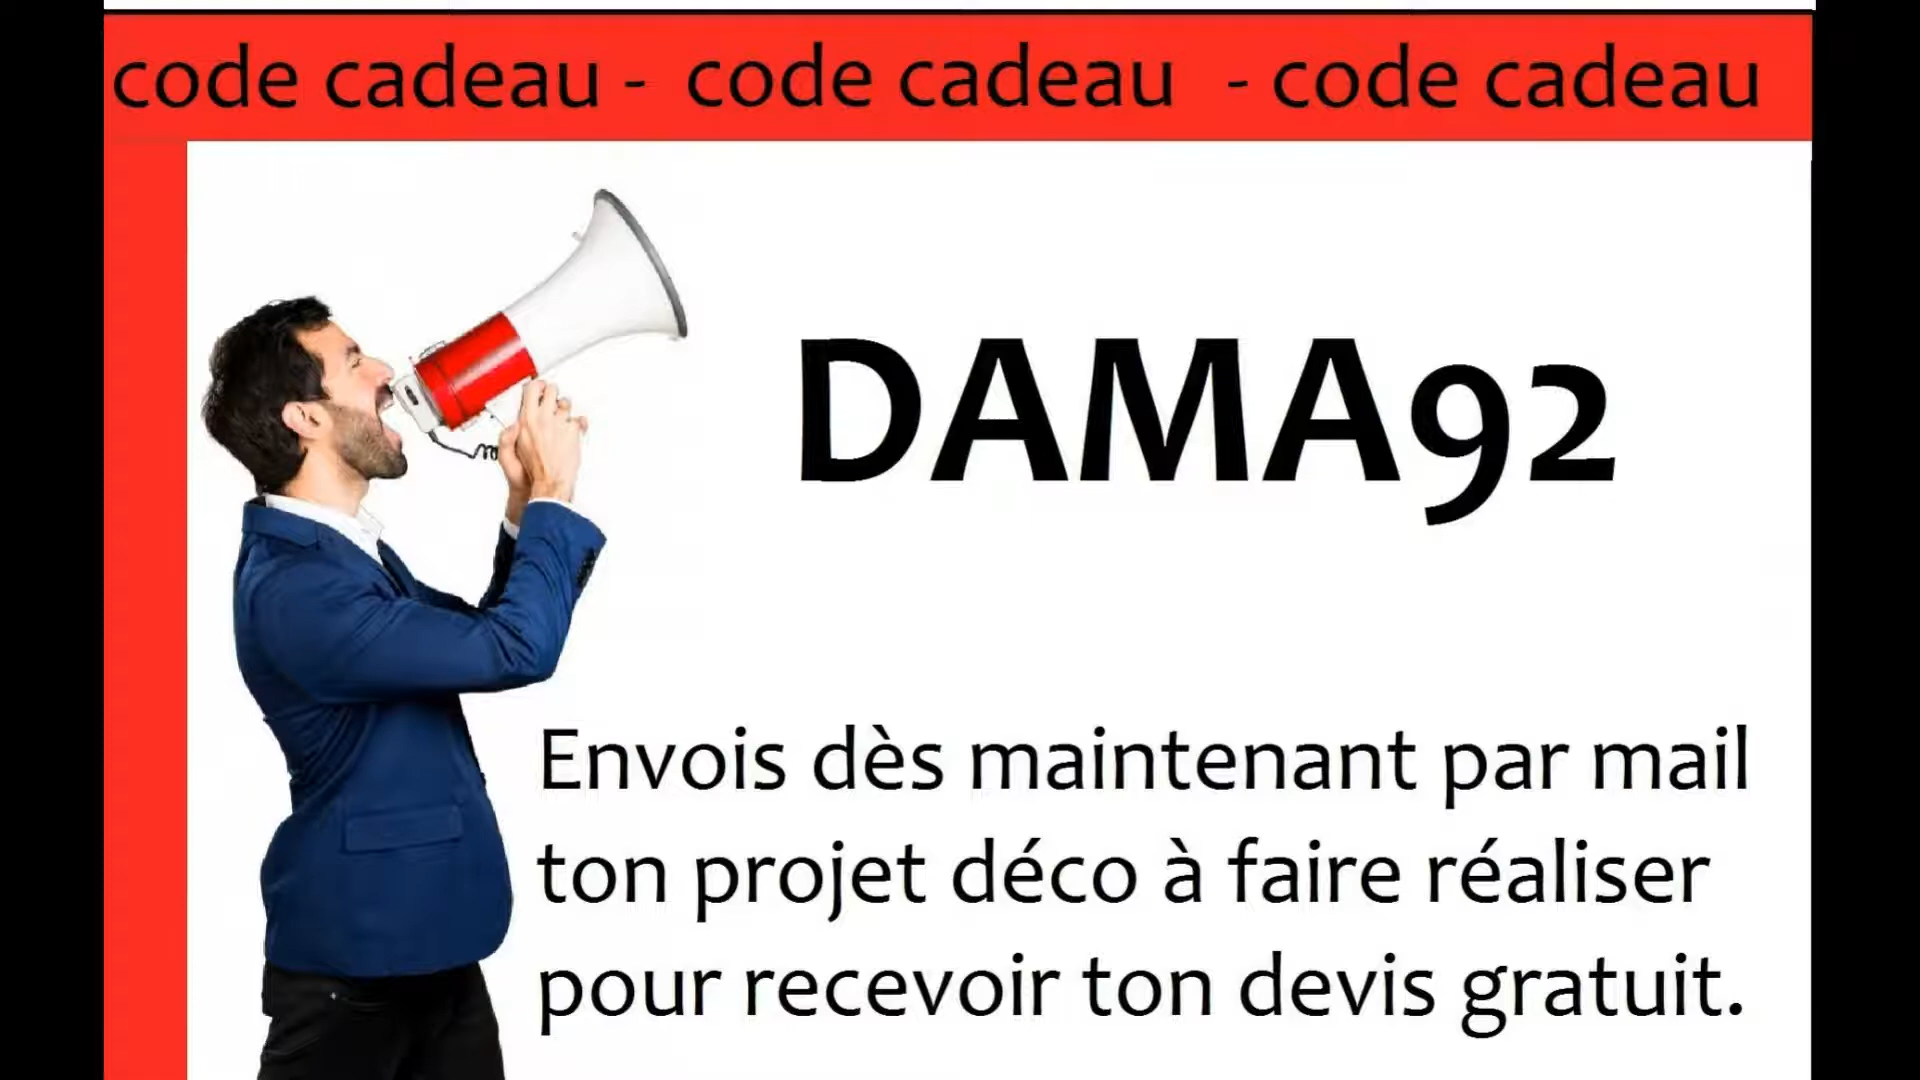 code cadeau - code cadeau - code cadeau
DAMA92
Envois dès maintenant par mail
ton projet déco à faire réaliser
pour recevoir ton devis gratuit.